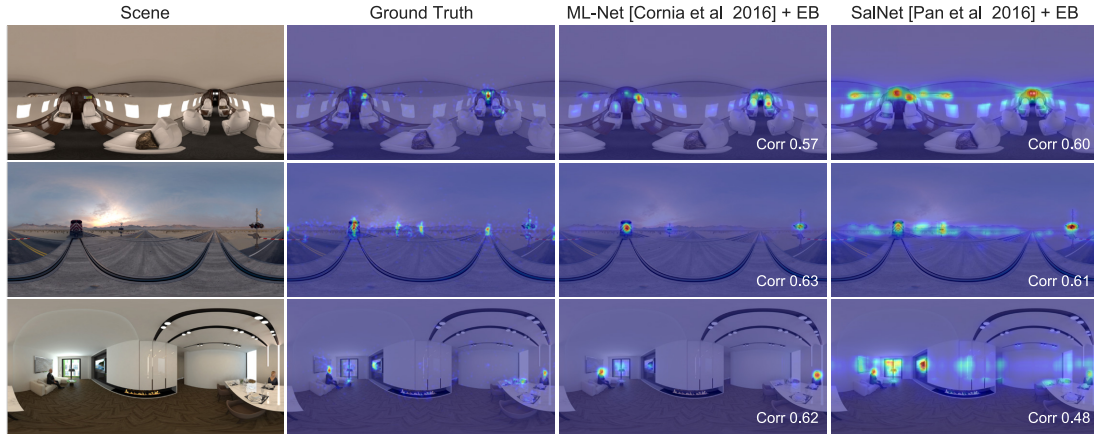 Scene Ground Truth ML-Net [Cornia et al 2016] + EB SalNet [Pan et al 2016] + EB
Corr 0.57 Corr 0.60
Corr 0.63 Corr 0.61
Corr 0.62 Corr 0.48